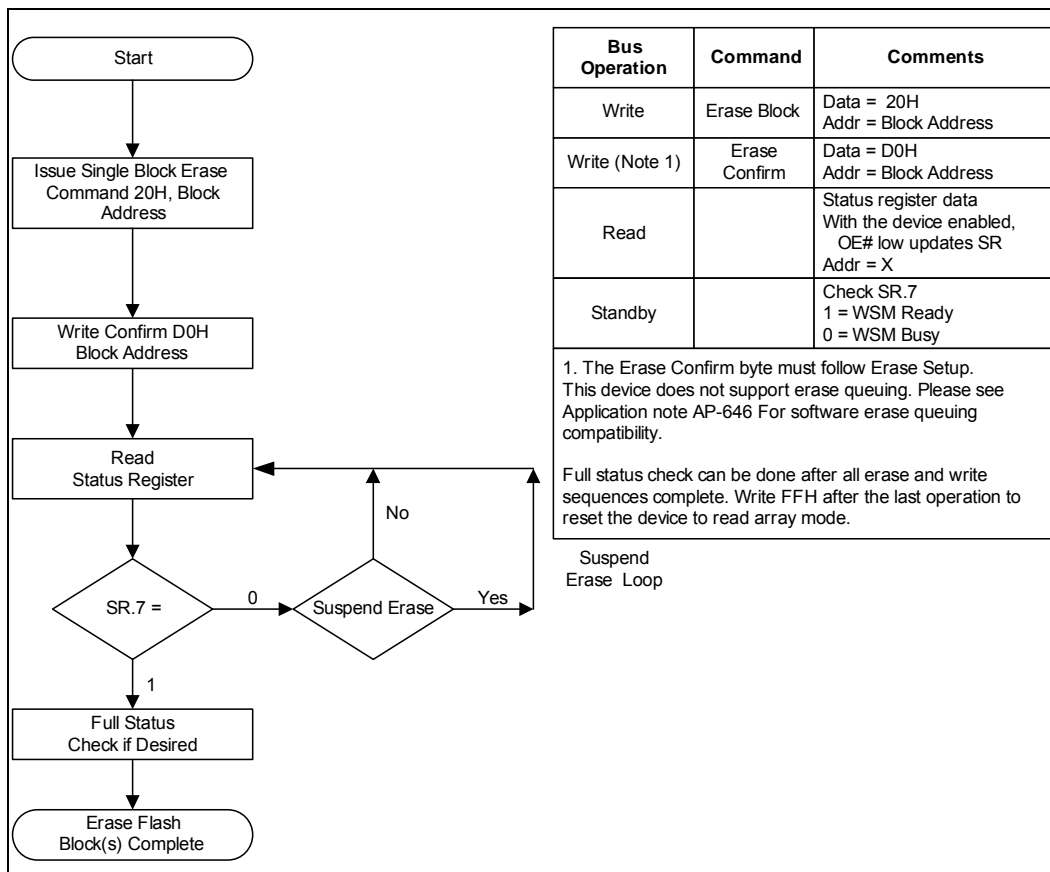 Start
Issue Single Block Erase
Command 20H, Block
Address
Write Confirm D0H
Block Address
Read
Status Register
No
SR.7 =
0
Suspend Erase
Yes
1
Full Status
Check if Desired
Erase Flash
Block(s) Complete
Suspend
Erase Loop
Bus
Operation
Command
Comments
Write
Erase Block
Data = 20H
Addr = Block Address
Write (Note 1)
Erase
Confirm
Data = D0H
Addr = Block Address
Read
Status register data
With the device enabled,
OE# low updates SR
Addr = X
Standby
Check SR.7
1 = WSM Ready
0 = WSM Busy
1. The Erase Confirm byte must follow Erase Setup.
This device does not support erase queuing. Please see
Application note AP-646 For software erase queuing
compatibility.
Full status check can be done after all erase and write
sequences complete. Write FFH after the last operation to
reset the device to read array mode.